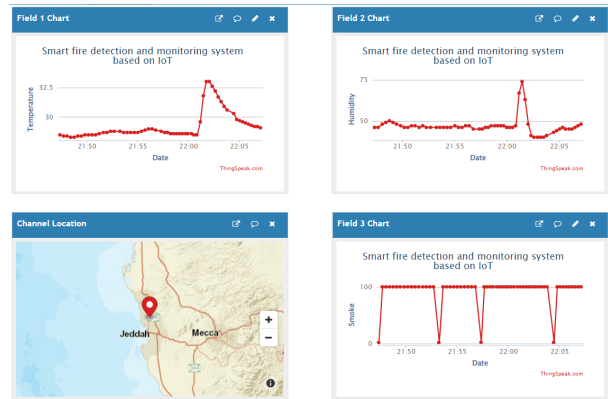 Field 1 Chart
Smart fire detection and monitoring system
based on IoT
Temperature
32.5
30
21:50
21:55
22:00
22:05
Date
ThingSpeak.com
Field 2 Chart
Smart fire detection and monitoring system
based on IoT
Humidity
75
50
21:50
21:55
22:00
22:05
Date
ThingSpeak.com
Channel Location
Jeddah
Mecca
+
−
Field 3 Chart
Smart fire detection and monitoring system
based on IoT
Smoke
100
0
21:50
21:55
22:00
22:05
Date
ThingSpeak.com